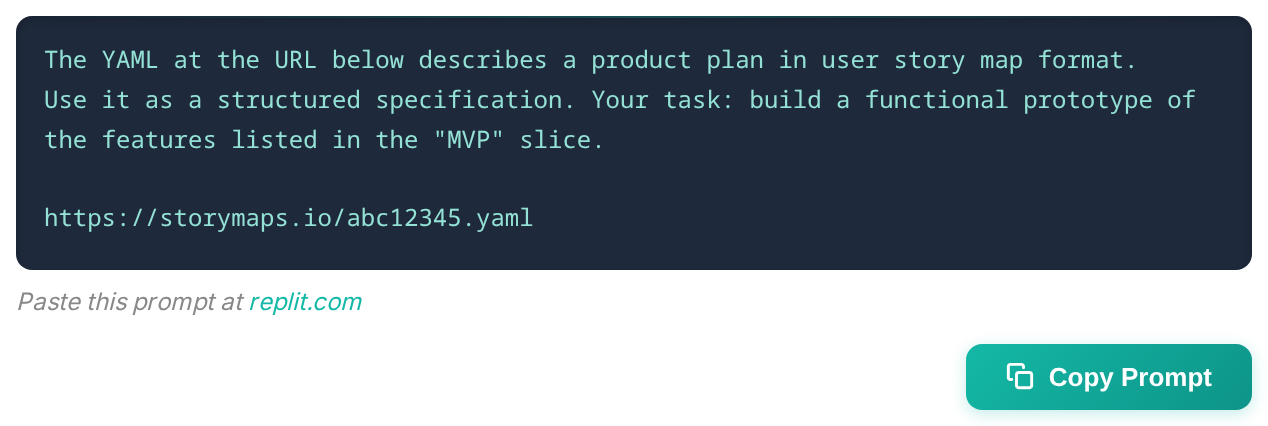 The YAML at the URL below describes a product plan in user story map format.
Use it as a structured specification. Your task: build a functional prototype of
the features listed in the "MVP" slice.
https://storymaps.io/abc12345.yaml
Paste this prompt at replit.com
Copy Prompt